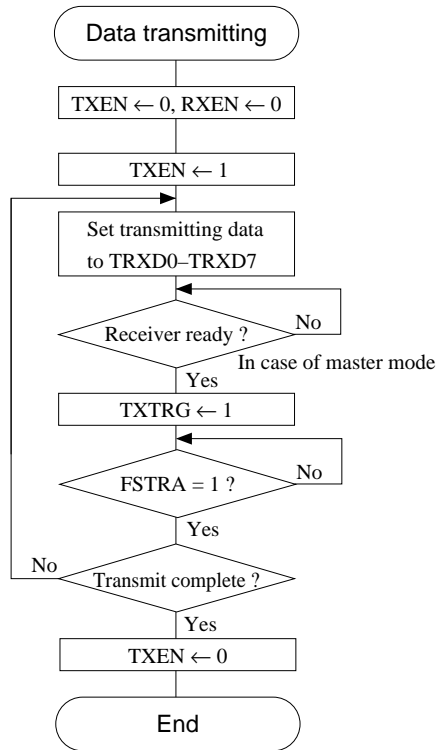 Data transmitting
TXEN ← 0, RXEN ← 0
TXEN ← 1
Set transmitting data
to TRXD0–TRXD7
Receiver ready ?
No
In case of master mode
Yes
TXTRG ← 1
FSTRA = 1 ?
No
Yes
No
Transmit complete ?
Yes
TXEN ← 0
End